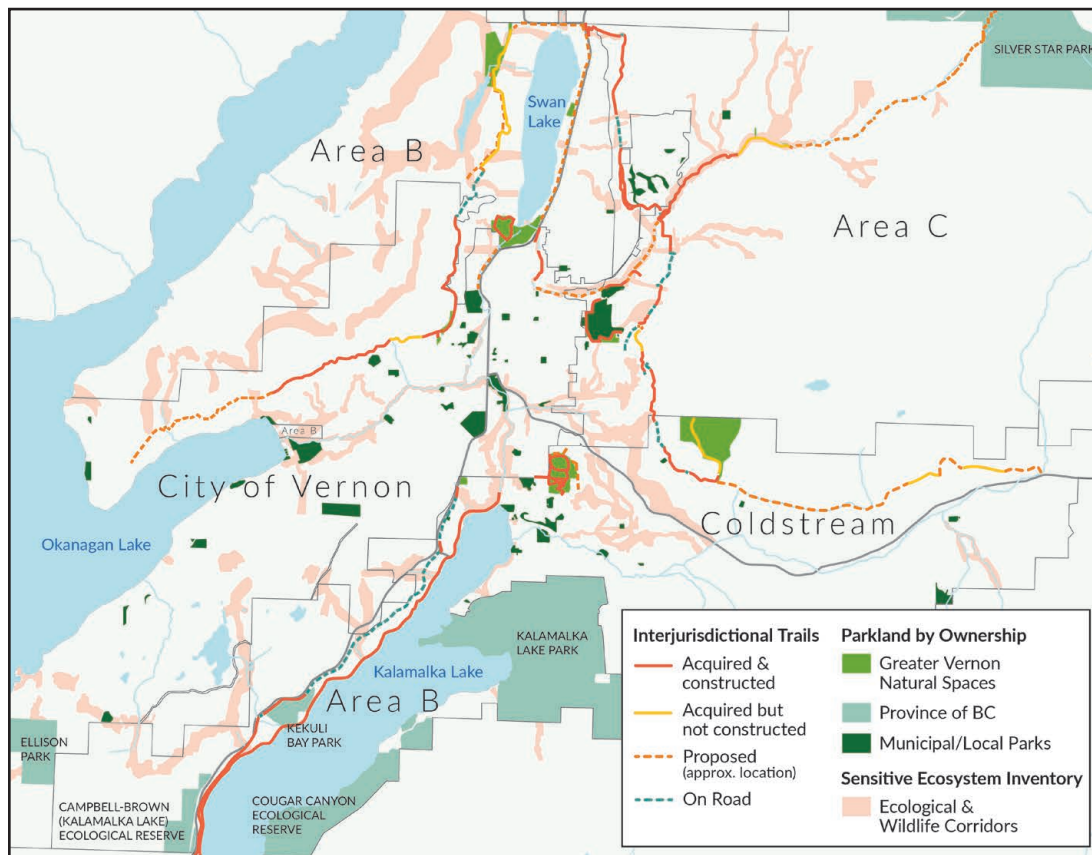 SILVER STAR PARK
Swan
Lake
Area B
Area C
Area B
City of Vernon
Coldstream
Okanagan Lake
KALAMALKA
LAKE PARK
Kalamalka Lake
Area B
KEKULI
BAY PARK
ELLISON
PARK
CAMPBELL-BROWN
(KALAMALKA LAKE)
ECOLOGICAL RESERVE
COUGAR CANYON
ECOLOGICAL
RESERVE
Interjurisdictional Trails
Acquired &
constructed
Acquired but
not constructed
Proposed
(approx. location)
On Road
Parkland by Ownership
Greater Vernon
Natural Spaces
Province of BC
Municipal/Local Parks
Sensitive Ecosystem Inventory
Ecological &
Wildlife Corridors